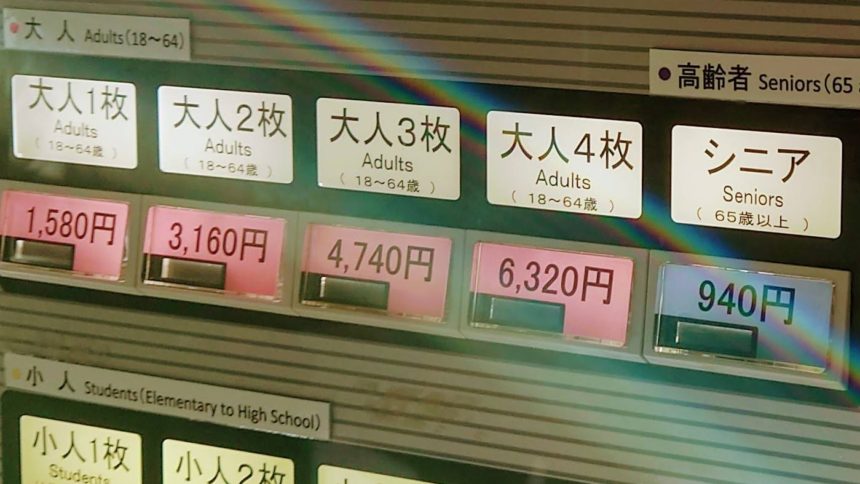 大人 Adults(18～64)
高齢者 Seniors(65
大人1枚
Adults
(18~64歳)
大人2枚
Adults
(18~64歳)
大人3枚
Adults
(18~64歳)
大人4枚
Adults
(18~64歳)
シニア
Seniors
(65歳以上)
1,580円
3,160円
4,740円
6,320円
940円
小人 Students(Elementary to High School)
小人1枚
Students
小人2枚